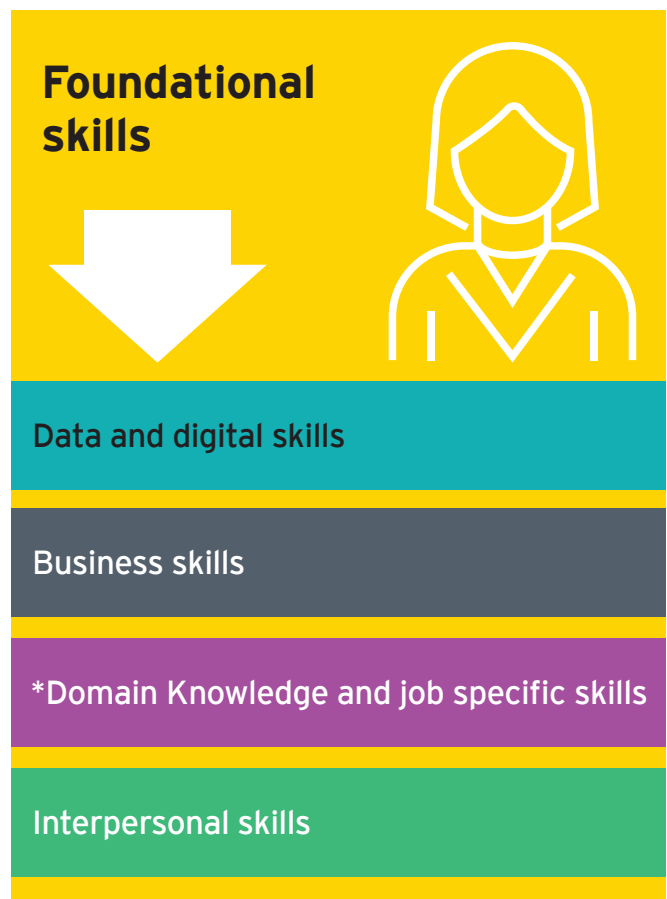 Foundational
skills
Data and digital skills
Business skills
*Domain Knowledge and job specific skills
Interpersonal skills